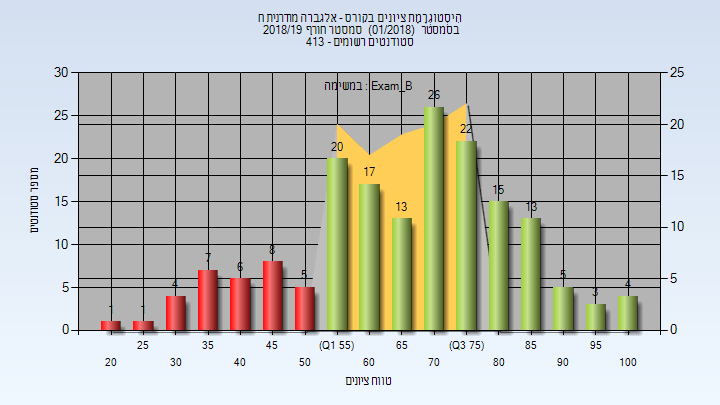 הִיסטוֹגרָמַת ציונים בקורס - אלגברה מודרנית ח
בסמסטר (01/2018) סמסטר חורף 2018/19
413 - סטודנטים רשומים
במשימה : Exam_B
מספר סטודנטים
30 25 20 15 10 5 0
25 20 15 10 5 0
1 1 4 7 6 8 5 20 17 13 26 22 15 13 5 3 4
25 35 45 (Q1 55) 65 (Q3 75) 85 95
20 30 40 50 60 70 80 90 100
טווח ציונים